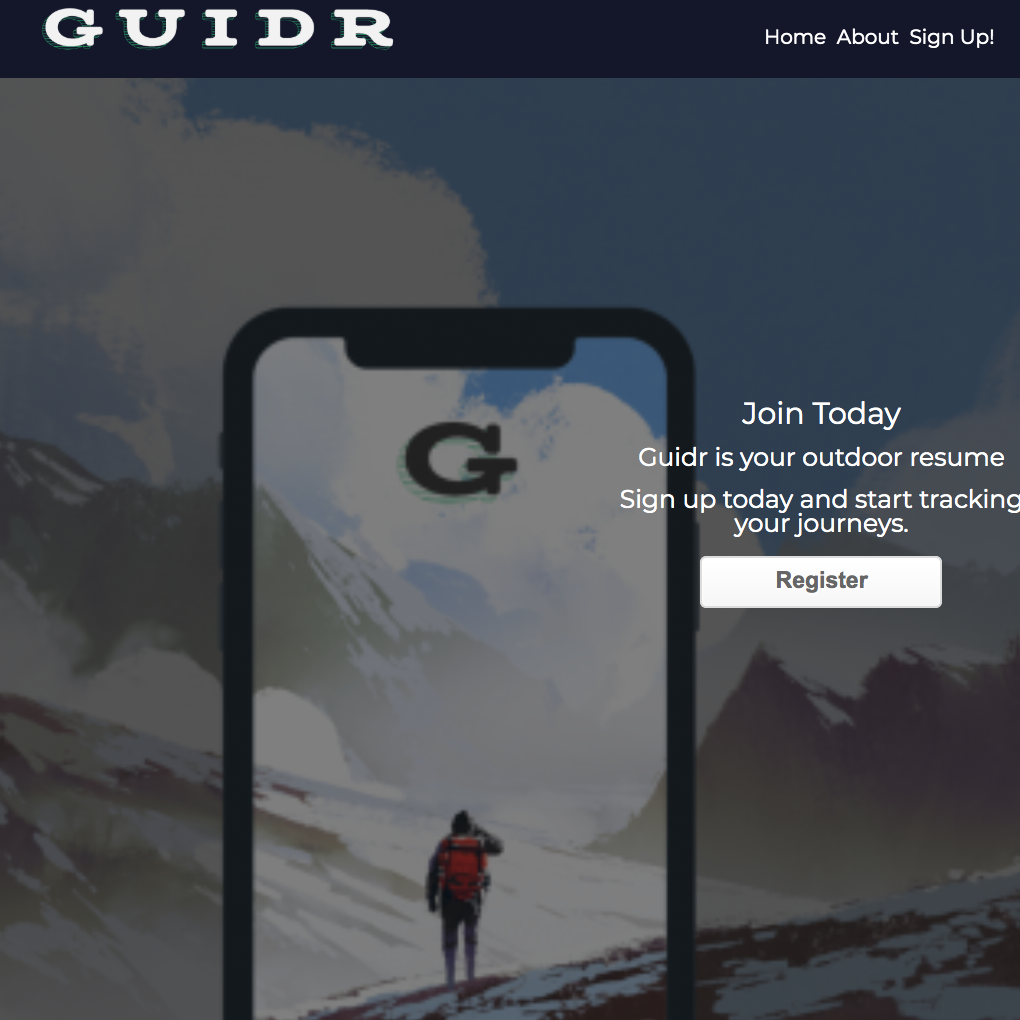 GUIDR
Home About Sign Up!
G
Join Today
Guidr is your outdoor resume
Sign up today and start tracking
your journeys.
Register